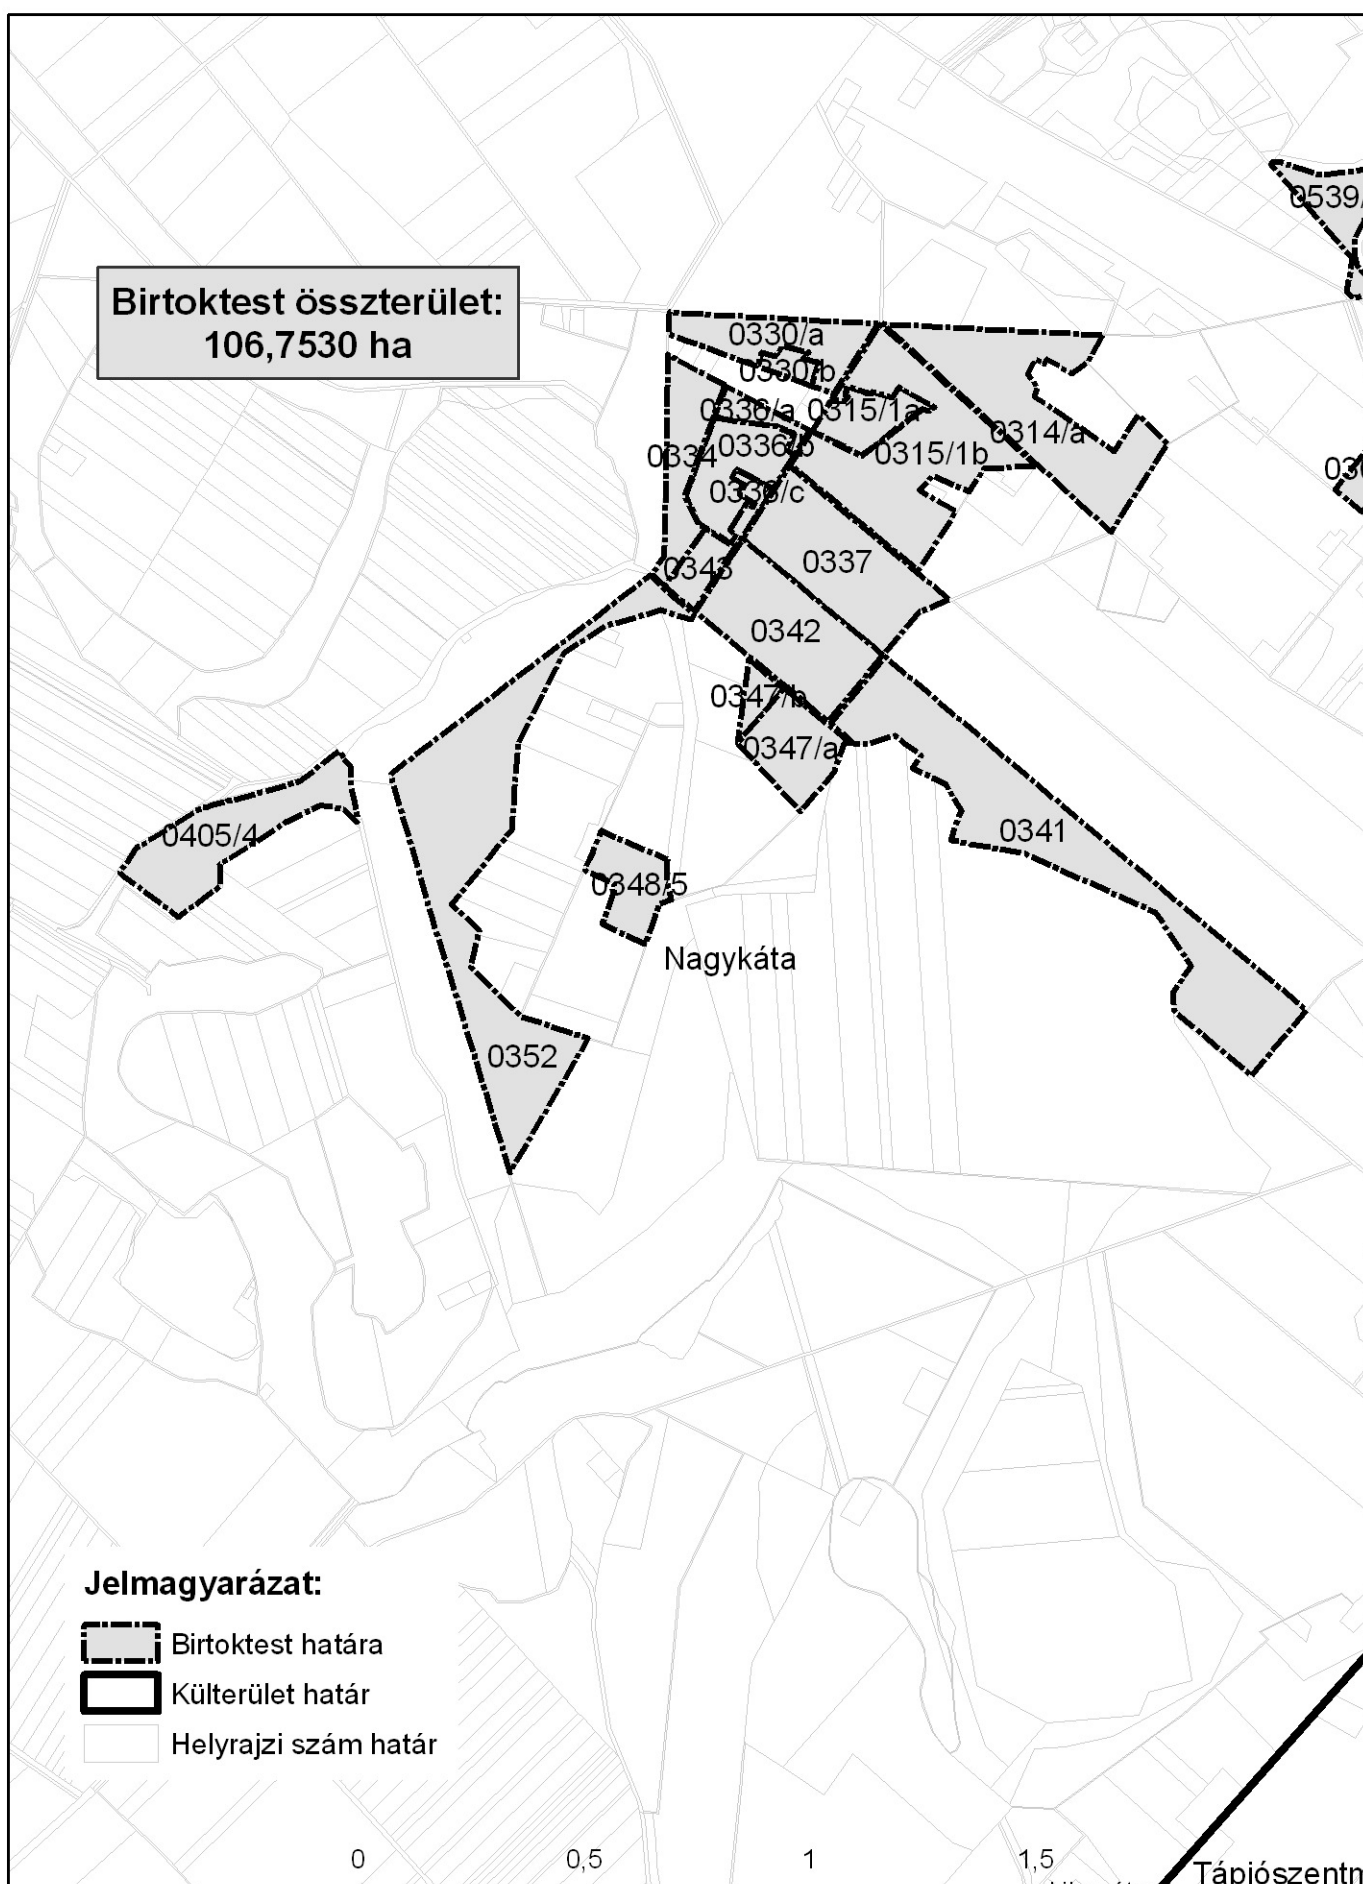 0539/
Birtoktest összterület:
106,7530 ha
0330/a
0330/b
0336/a
0315/1a
0314/a
0334
0336/b
0315/1b
0336/c
0343
0337
0342
0347/b
0347/a
0341
0405/4
0348/5
Nagykáta
0352
Jelmagyarázat:
Birtoktest határa
Külterület határ
Helyrajzi szám határ
0 0,5 1 1,5
Tápiószentm